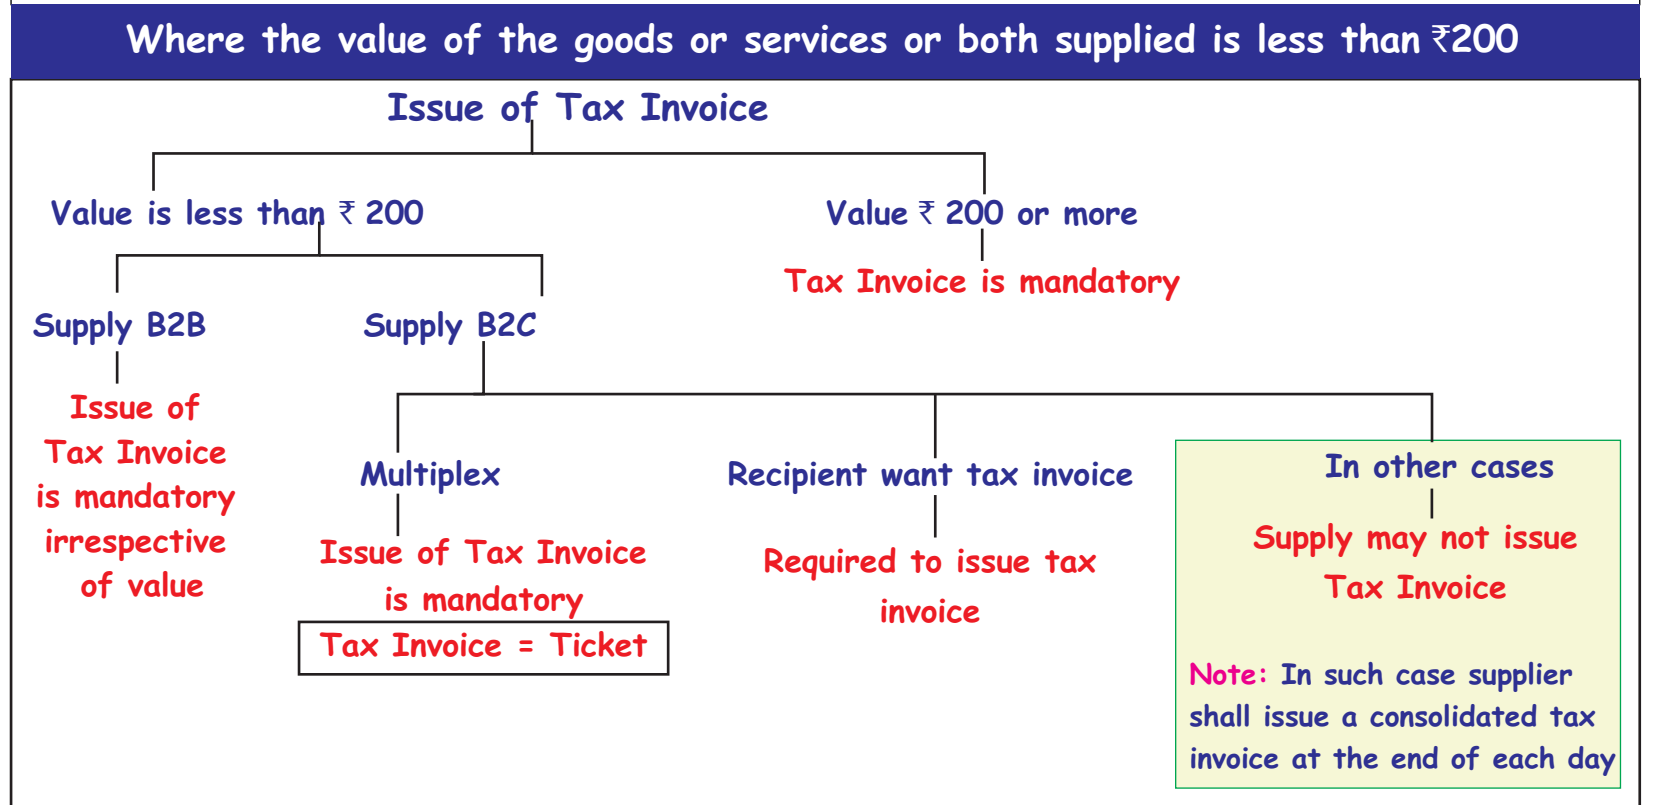 Where the value of the goods or services or both supplied is less than ₹200
Issue of Tax Invoice
Value is less than ₹ 200
Value ₹ 200 or more
Tax Invoice is mandatory
Supply B2B
Supply B2C
Issue of
Tax Invoice
is mandatory
irrespective
of value
Multiplex
Issue of Tax Invoice
is mandatory
Tax Invoice = Ticket
Recipient want tax invoice
Required to issue tax
invoice
In other cases
Supply may not issue
Tax Invoice
Note: In such case supplier
shall issue a consolidated tax
invoice at the end of each day